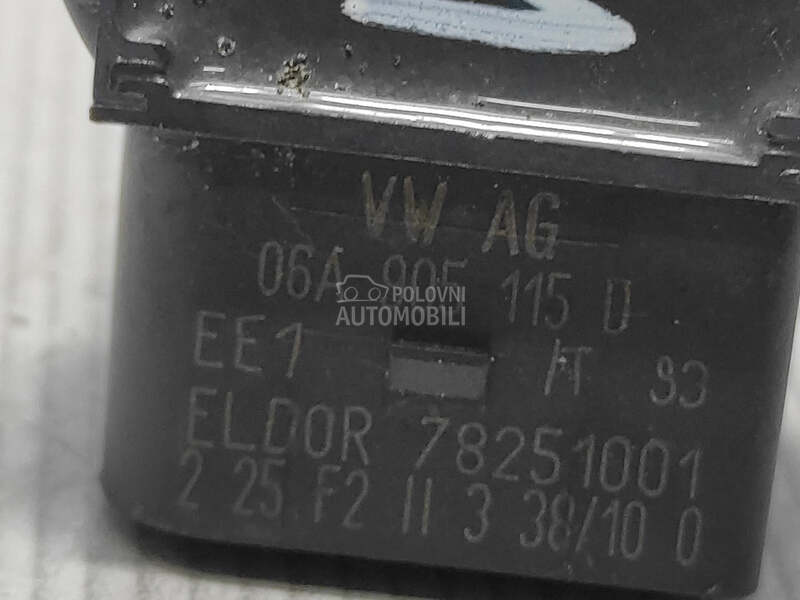 VW AG
06A 905 115 D
POLOVNI
AUTOMOBILI
EE1 93
ELDOR 78251001
2 25 F2 II 3 38/10 0